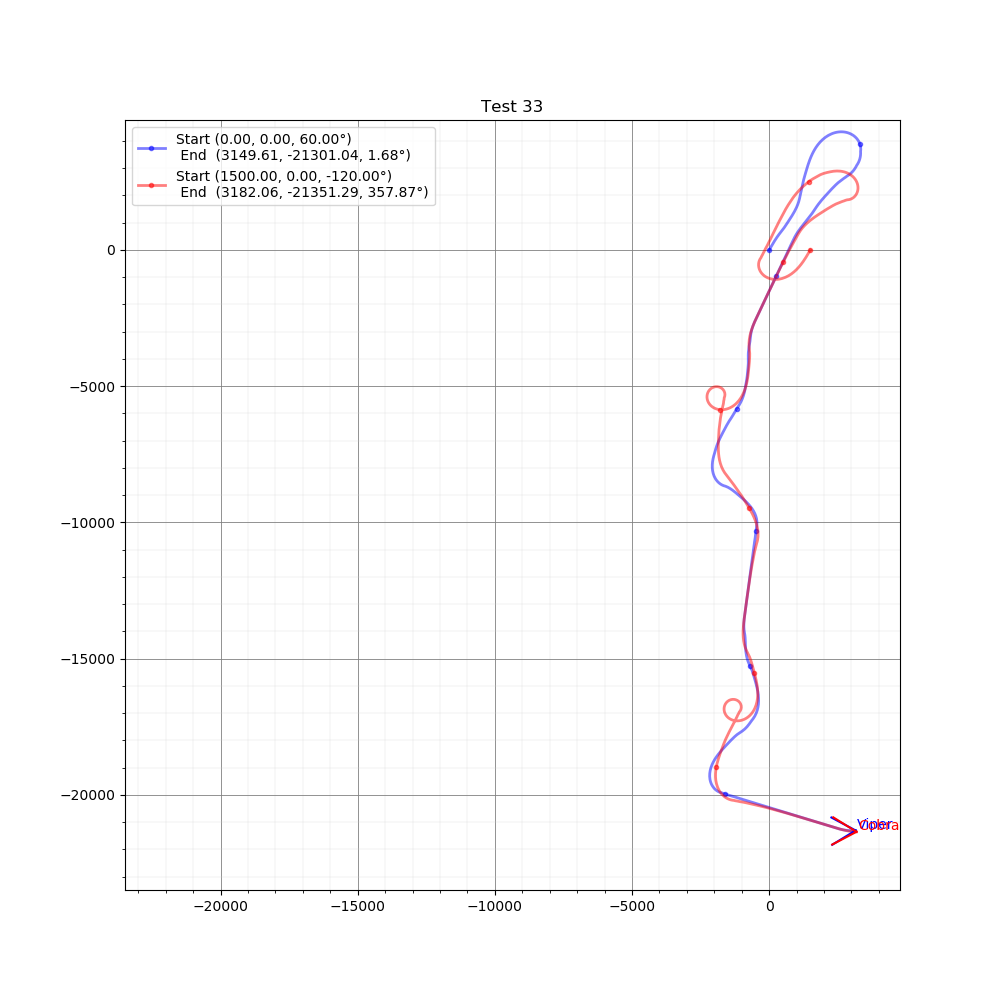 Test 33
Start (0.00, 0.00, 60.00°)
End (3149.61, -21301.04, 1.68°)
Start (1500.00, 0.00, -120.00°)
End (3182.06, -21351.29, 357.87°)
0
−5000
−10000
−15000
−20000
Viper
Cobra
−20000
−15000
−10000
−5000
0